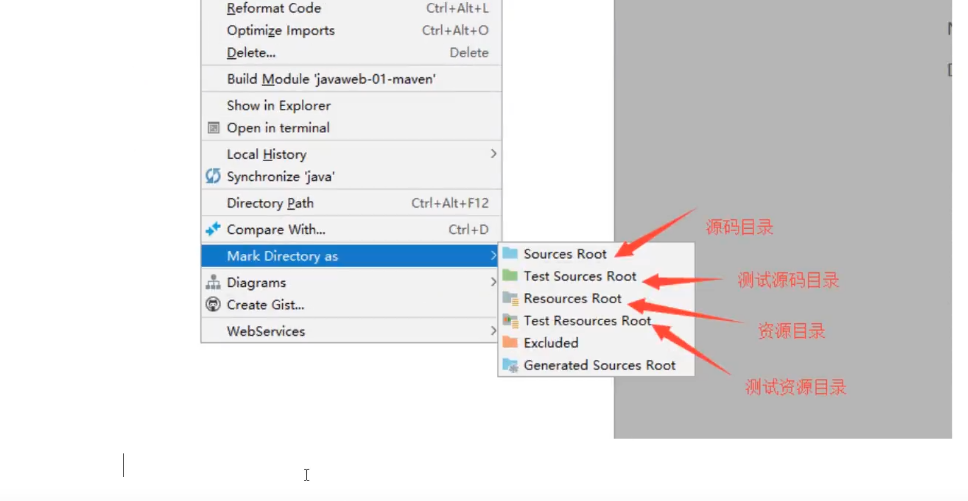 Reformat Code Ctrl+Alt+L
Optimize Imports Ctrl+Alt+O
Delete... Delete
Build Module 'javaweb-01-maven'
Show in Explorer
Open in terminal
Local History
Synchronize 'java'
Directory Path Ctrl+Alt+F12
Compare With... Ctrl+D
Mark Directory as
Diagrams
Create Gist...
WebServices
Sources Root
Test Sources Root
Resources Root
Test Resources Root
Excluded
Generated Sources Root
源码目录
测试源码目录
资源目录
测试资源目录